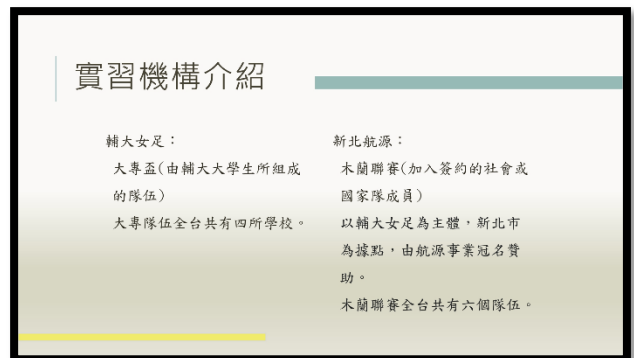 實習機構介紹
輔大女足：
大專盃(由輔大大學生所組成
的隊伍)
大專隊伍全台共有四所學校。
新北航源：
木蘭聯賽(加入簽約的社會或
國家隊成員)
以輔大女足為主體，新北市
為據點，由航源事業冠名贊
助。
木蘭聯賽全台共有六個隊伍。